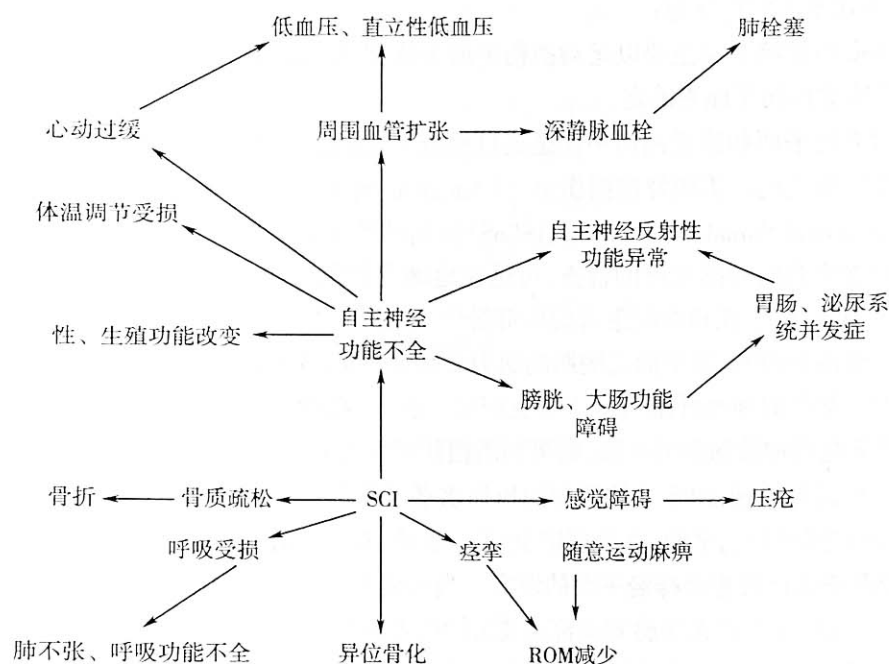 低血压、直立性低血压
肺栓塞
心动过缓
周围血管扩张
深静脉血栓
体温调节受损
自主神经反射性
功能异常
胃肠、泌尿系
统并发症
性、生殖功能改变
自主神经
功能不全
膀胱、大肠功能
障碍
骨折
骨质疏松
SCI
感觉障碍
压疮
呼吸受损
痉挛
随意运动麻痹
肺不张、呼吸功能不全
异位骨化
ROM减少